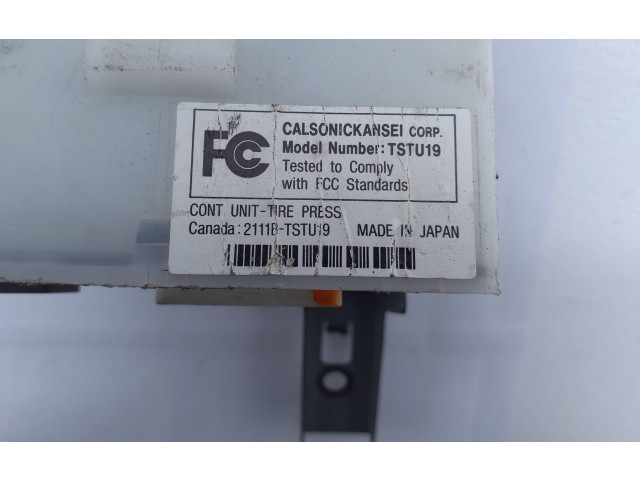 FC
CALSONICKANSEI CORP.
Model Number: TSTU19
Tested to Comply
with FCC Standards
CONT UNIT-TIRE PRESS
Canada: 2111B-TSTU19 MADE IN JAPAN